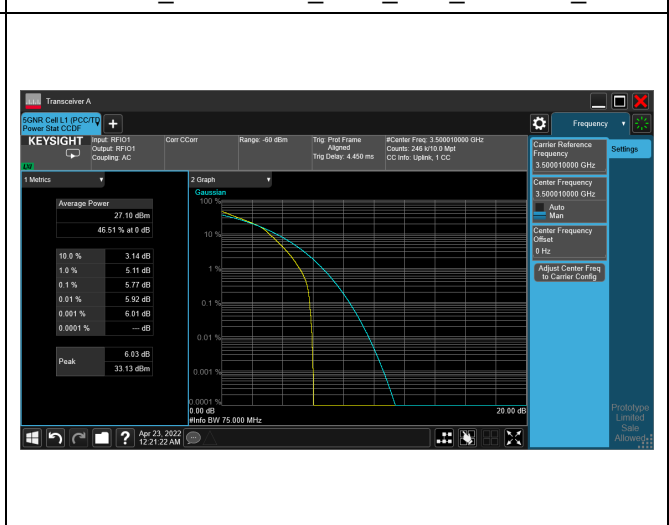 Transceiver A
5GNR Cell L1 (PCC/TD
Power Stat CCDF
Frequency
KEYSIGHT
LV
Input: RFIO1
Output: RFIO1
Coupling: AC
Corr CCorr
Range: -60 dBm
Trig: Prot Frame
Aligned
Trig Delay: 4.450 ms
#Center Freq: 3.500010000 GHz
Counts: 246 k/10.0 Mpt
CC Info: Uplink, 1 CC
1 Metrics
Average Power
27.10 dBm
46.51 % at 0 dB
10.0 % 3.14 dB
1.0 % 5.11 dB
0.1 % 5.77 dB
0.01 % 5.92 dB
0.001 % 6.01 dB
0.0001 % --- dB
Peak
6.03 dB
33.13 dBm
2 Graph
Gaussian
100 %
10 %
1 %
0.1 %
0.01 %
0.001 %
0.0001 %
0.00 dB 20.00 dB
#Info BW 75.000 MHz
Carrier Reference
Frequency
3.500010000 GHz
Center Frequency
3.500010000 GHz
Auto
Man
Center Frequency
Offset
0 Hz
Adjust Center Freq
to Carrier Config
Settings
Prototype
Limited
Sale
Allowed
?
Apr 23, 2022
12:21:22 AM